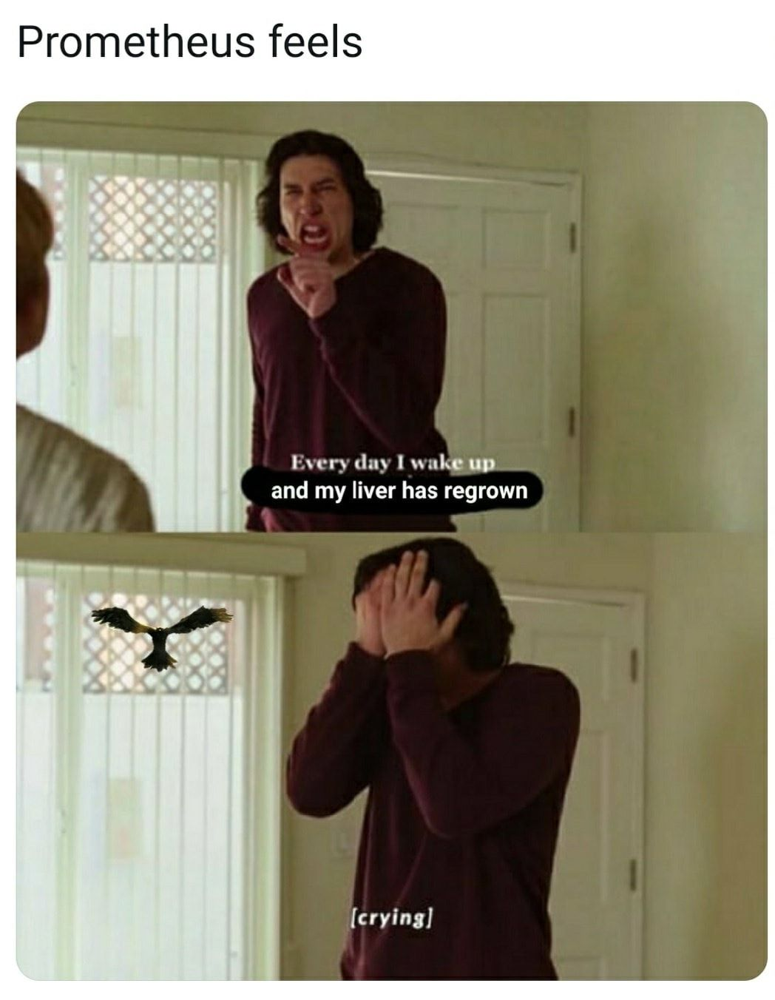 Prometheus feels
Every day I wake up
and my liver has regrown
[crying]